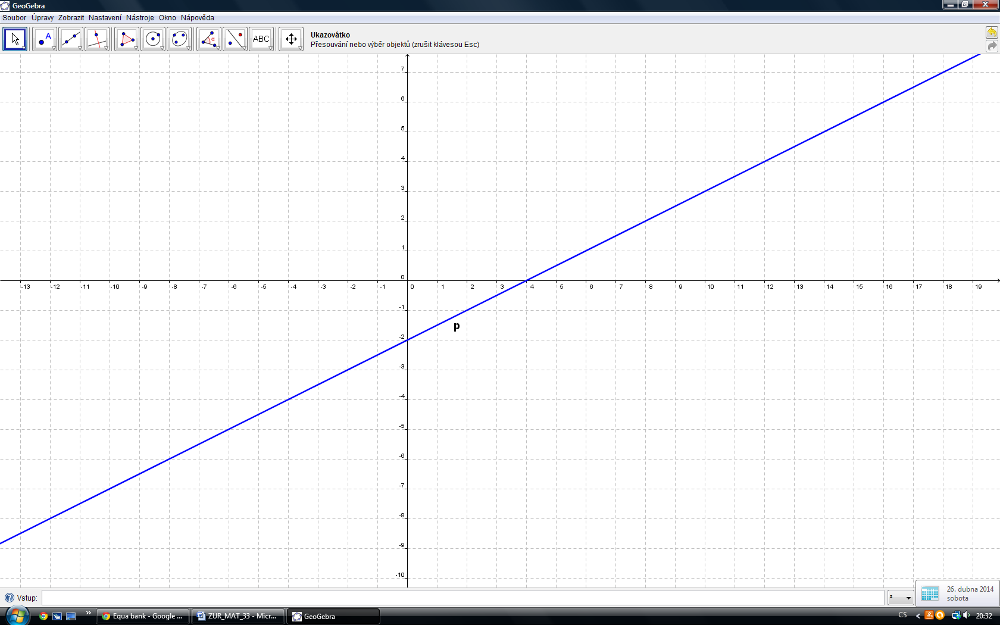 GeoGebra
Soubor Úpravy Zobrazit Nastavení Nástroje Okno Nápověda
A α ABC
Ukazovátko
Přesouvání nebo výběr objektů (zrušit klávesou Esc)
7
6
5
4
3
2
1
0
-13 -12 -11 -10 -9 -8 -7 -6 -5 -4 -3 -2 -1 0 1 2 3 4 5 6 7 8 9 10 11 12 13 14 15 16 17 18 19
-1
p
-2
-3
-4
-5
-6
-7
-8
-9
-10
Vstup:
²
26. dubna 2014
sobota
Equa bank - Google ...
ZUR_MAT_33 - Micr...
GeoGebra
CS
20:32